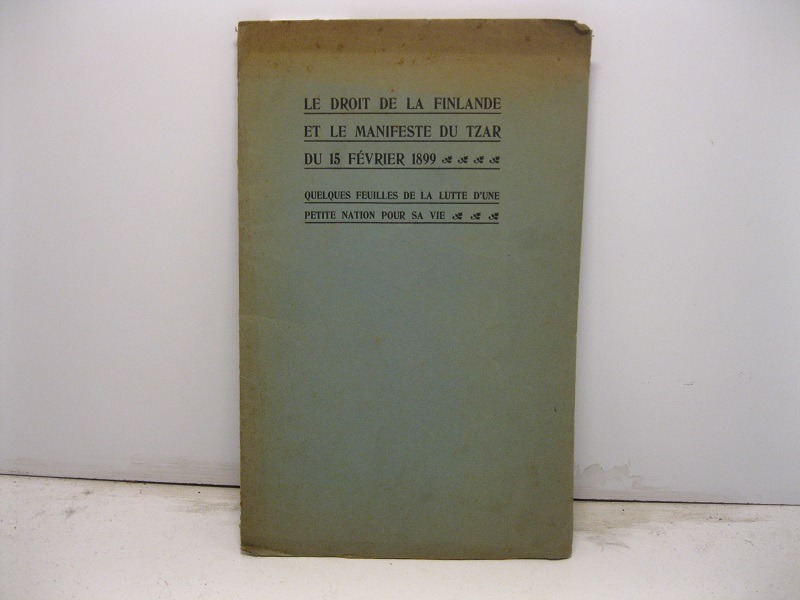 LE DROIT DE LA FINLANDE
ET LE MANIFESTE DU TZAR
DU 15 FÉVRIER 1899
QUELQUES FEUILLES DE LA LUTTE D'UNE
PETITE NATION POUR SA VIE